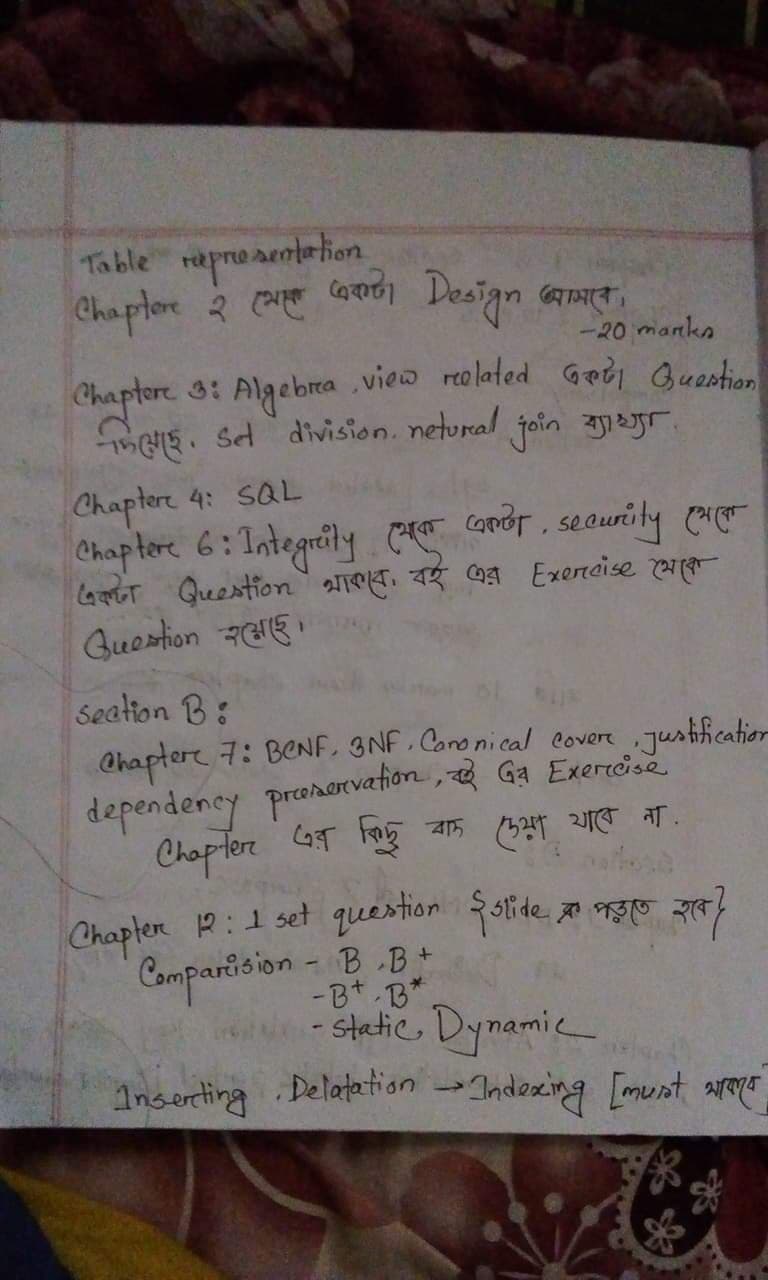 Table representation
Chapter 2 থেকে একটা Design আসবে।
-20 marks
Chapter 3: Algebra, view related একটা Question
দিয়েছে, set division, netural join ব্যাখ্যা.
Chapter 4: SQL
Chapter 6: Integrity থেকে একটা, security থেকে
একটা Question থাকবে, বই এর Exercise থেকে
Question হয়েছে।
Section B:
Chapter 7: BCNF, 3NF, Canonical cover, justification
dependency preservation, বই এর Exercise
Chapter এর কিছু বাদ দেয়া যাবে না.
Chapter 12: 1 set question {slide পড়তে হবে}
Comparision - B, B+
- B+, B*
- static, Dynamic
Inserting, Delatation → Indexing [must থাকবে]